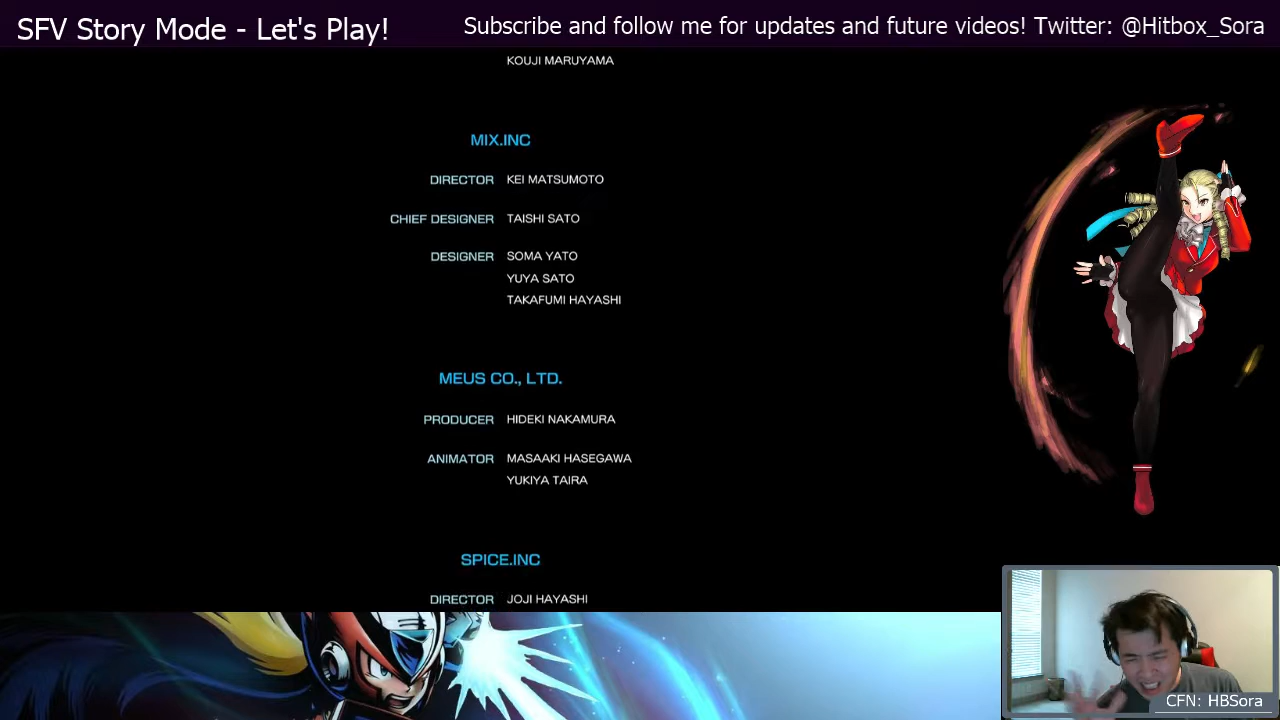 SFV Story Mode - Let's Play!
Subscribe and follow me for updates and future videos! Twitter: @Hitbox_Sora
KOUJI MARUYAMA
MIX.INC
DIRECTOR KEI MATSUMOTO
CHIEF DESIGNER TAISHI SATO
DESIGNER SOMA YATO
YUYA SATO
TAKAFUMI HAYASHI
MEUS CO., LTD.
PRODUCER HIDEKI NAKAMURA
ANIMATOR MASAAKI HASEGAWA
YUKIYA TAIRA
SPICE.INC
DIRECTOR JOJI HAYASHI
CFN: HBSora